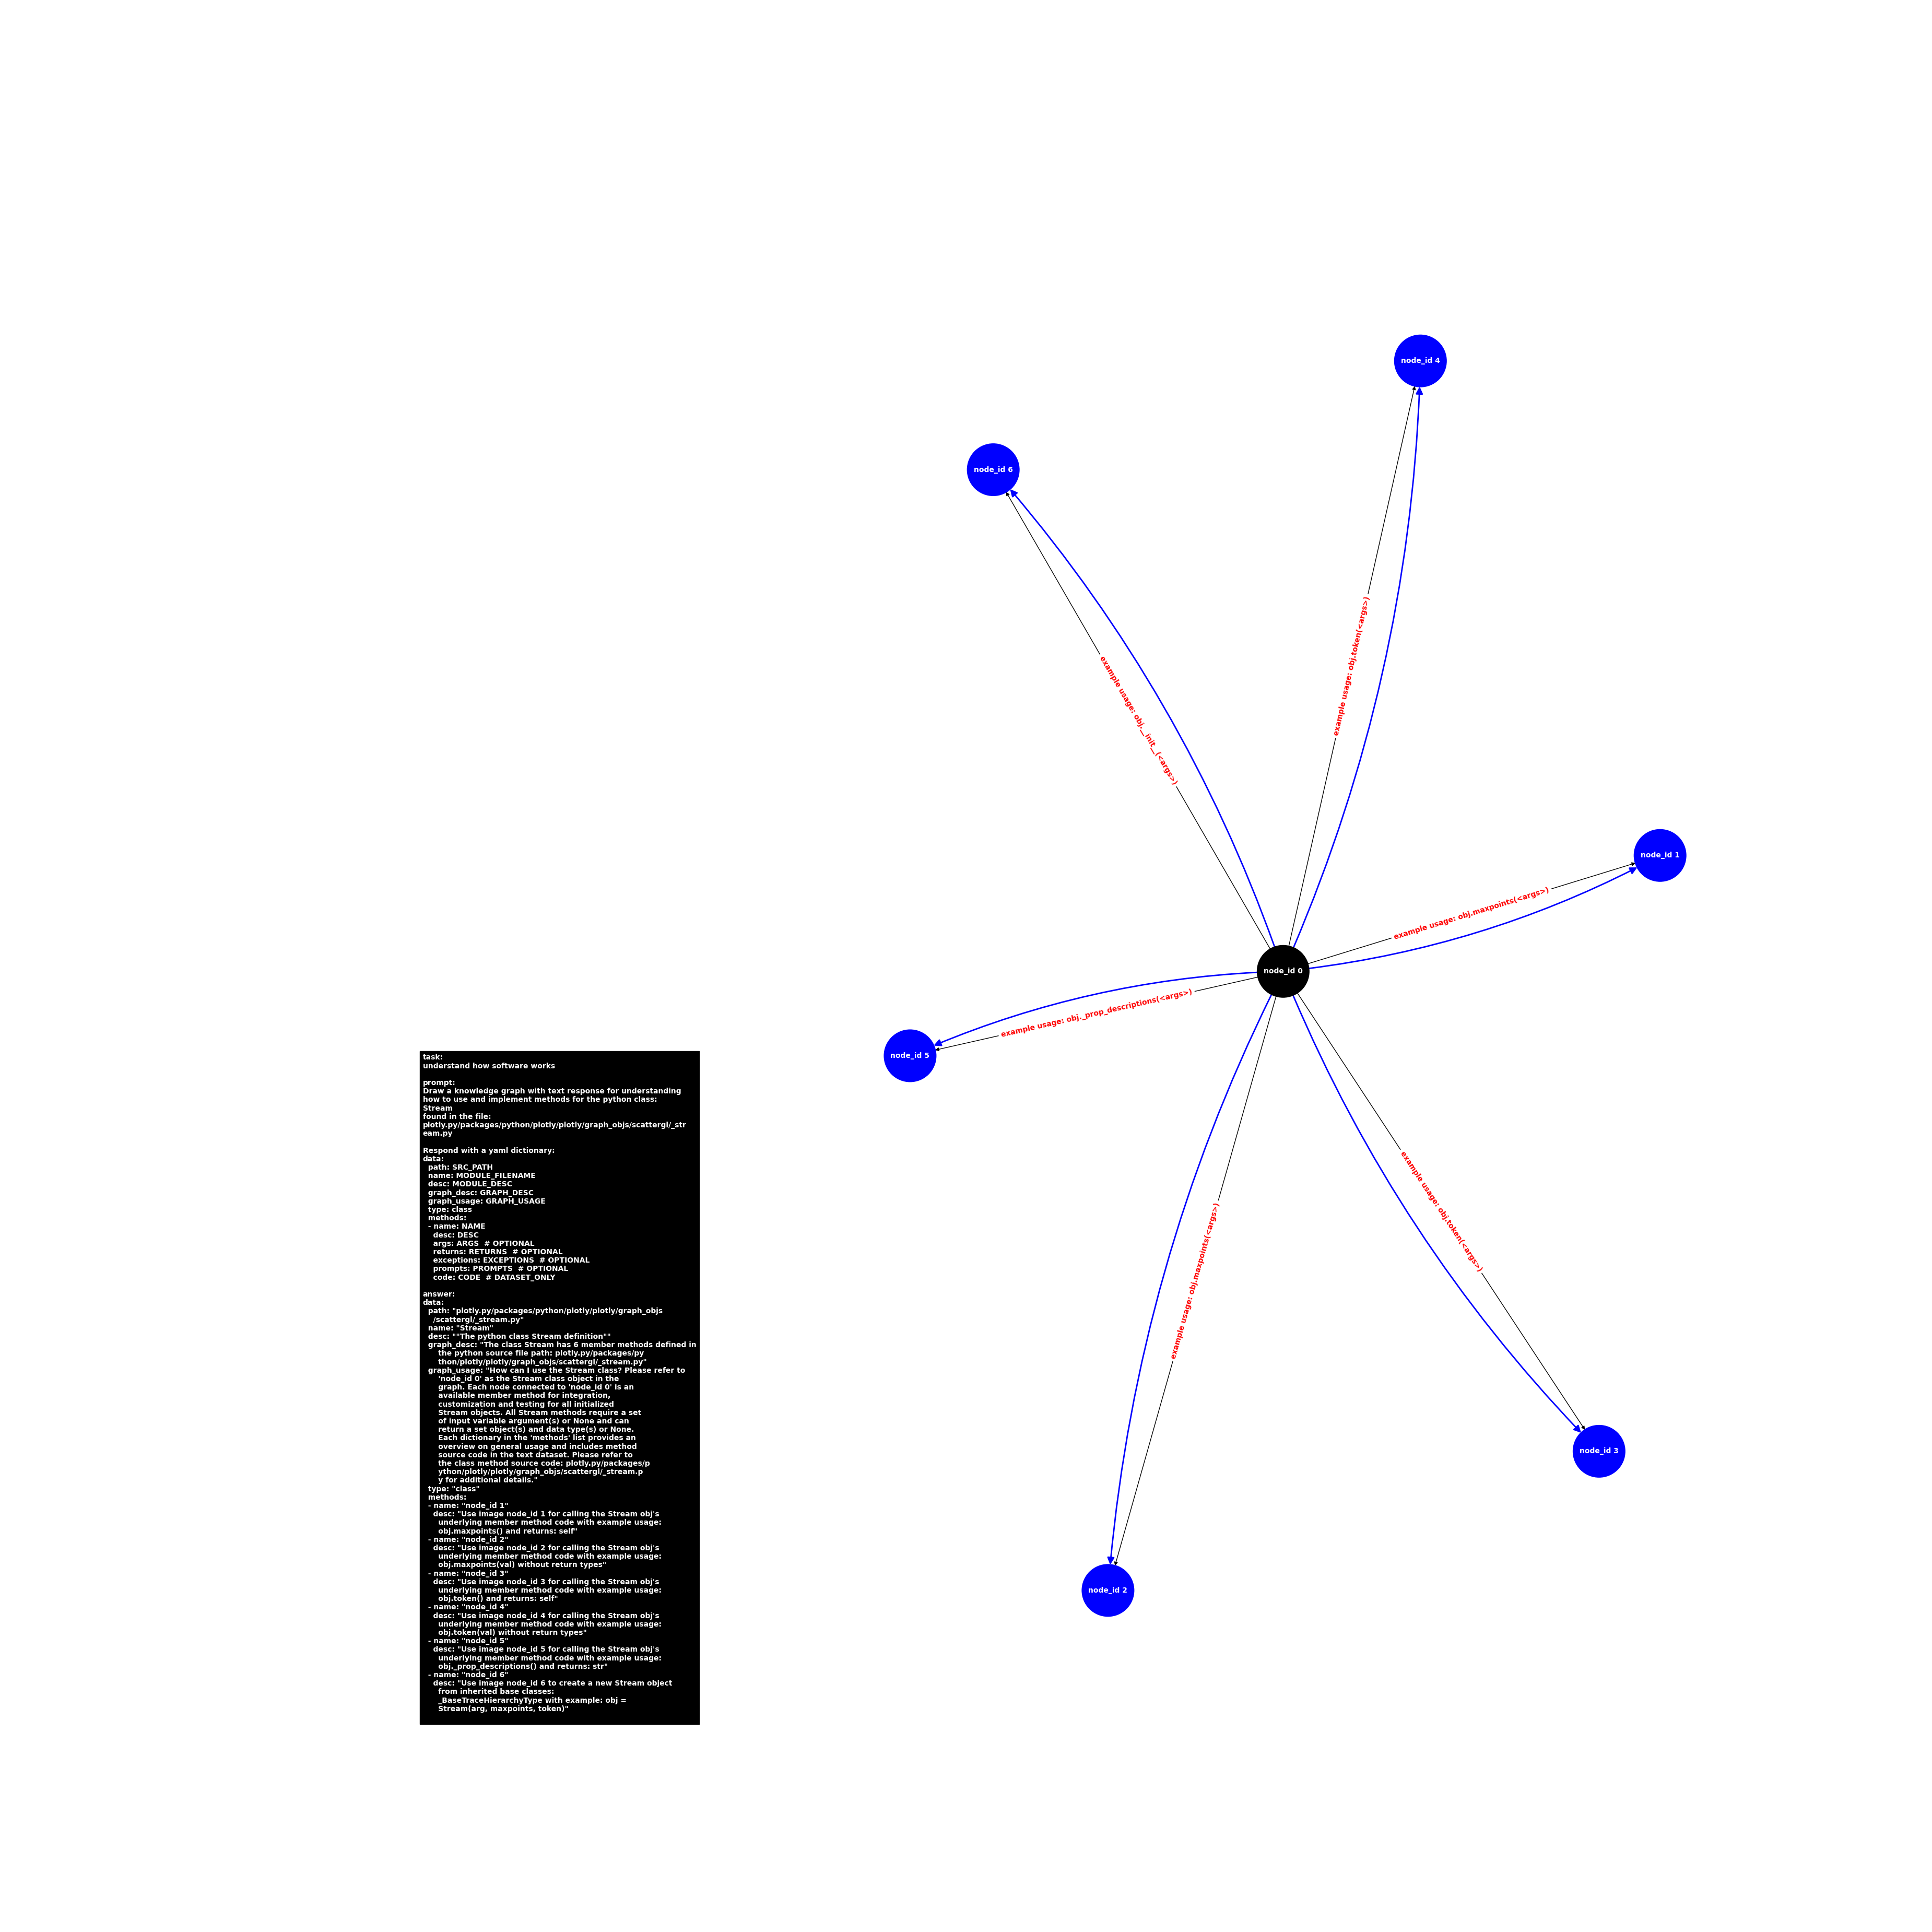 node_id 4
node_id 6
example usage: obj.token(<args>)
example usage: obj.__init__(<args>)
node_id 1
example usage: obj.maxpoints(<args>)
node_id 0
example usage: obj._prop_descriptions(<args>)
node_id 5
example usage: obj.token(<args>)
example usage: obj.maxpoints(<args>)
node_id 3
node_id 2
task:
understand how software works
prompt:
Draw a knowledge graph with text response for understanding
how to use and implement methods for the python class:
Stream
found in the file:
plotly.py/packages/python/plotly/plotly/graph_objs/scattergl/_str
eam.py
Respond with a yaml dictionary:
data:
path: SRC_PATH
name: MODULE_FILENAME
desc: MODULE_DESC
graph_desc: GRAPH_DESC
graph_usage: GRAPH_USAGE
type: class
methods:
- name: NAME
desc: DESC
args: ARGS  # OPTIONAL
returns: RETURNS  # OPTIONAL
exceptions: EXCEPTIONS  # OPTIONAL
prompts: PROMPTS  # OPTIONAL
code: CODE  # DATASET_ONLY
answer:
data:
path: "plotly.py/packages/python/plotly/plotly/graph_objs
/scattergl/_stream.py"
name: "Stream"
desc: ""The python class Stream definition""
graph_desc: "The class Stream has 6 member methods defined in
the python source file path: plotly.py/packages/py
thon/plotly/plotly/graph_objs/scattergl/_stream.py"
graph_usage: "How can I use the Stream class? Please refer to
'node_id 0' as the Stream class object in the
graph. Each node connected to 'node_id 0' is an
available member method for integration,
customization and testing for all initialized
Stream objects. All Stream methods require a set
of input variable argument(s) or None and can
return a set object(s) and data type(s) or None.
Each dictionary in the 'methods' list provides an
overview on general usage and includes method
source code in the text dataset. Please refer to
the class method source code: plotly.py/packages/p
ython/plotly/plotly/graph_objs/scattergl/_stream.p
y for additional details."
type: "class"
methods:
- name: "node_id 1"
desc: "Use image node_id 1 for calling the Stream obj's
underlying member method code with example usage:
obj.maxpoints() and returns: self"
- name: "node_id 2"
desc: "Use image node_id 2 for calling the Stream obj's
underlying member method code with example usage:
obj.maxpoints(val) without return types"
- name: "node_id 3"
desc: "Use image node_id 3 for calling the Stream obj's
underlying member method code with example usage:
obj.token() and returns: self"
- name: "node_id 4"
desc: "Use image node_id 4 for calling the Stream obj's
underlying member method code with example usage:
obj.token(val) without return types"
- name: "node_id 5"
desc: "Use image node_id 5 for calling the Stream obj's
underlying member method code with example usage:
obj._prop_descriptions() and returns: str"
- name: "node_id 6"
desc: "Use image node_id 6 to create a new Stream object
from inherited base classes:
_BaseTraceHierarchyType with example: obj =
Stream(arg, maxpoints, token)"